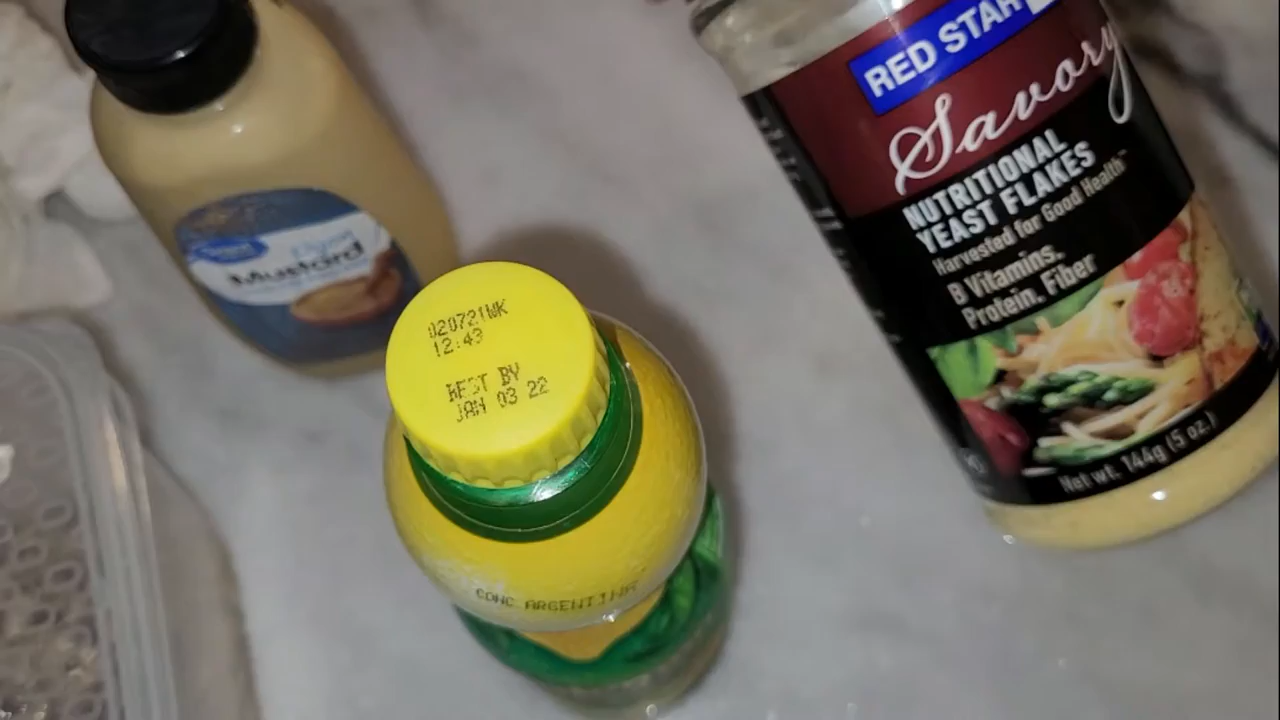 Mustard
020721WK
12:43
BEST BY
JAN 03 22
CONC ARGENTINA
RED STAR
Savory
NUTRITIONAL
YEAST FLAKES
Harvested for Good Health™
B Vitamins,
Protein, Fiber
Net wt. 144g (5 oz.)